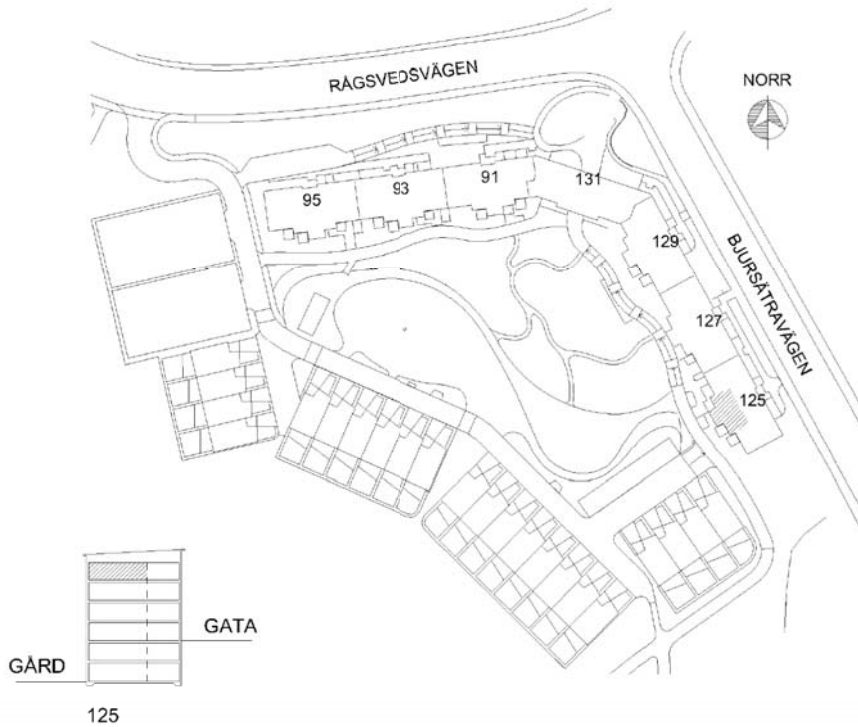 RÅGSVEDSVÄGEN
NORR
95
93
91
131
129
BJURSÄTRAVÄGEN
127
125
GATA
GÅRD
125